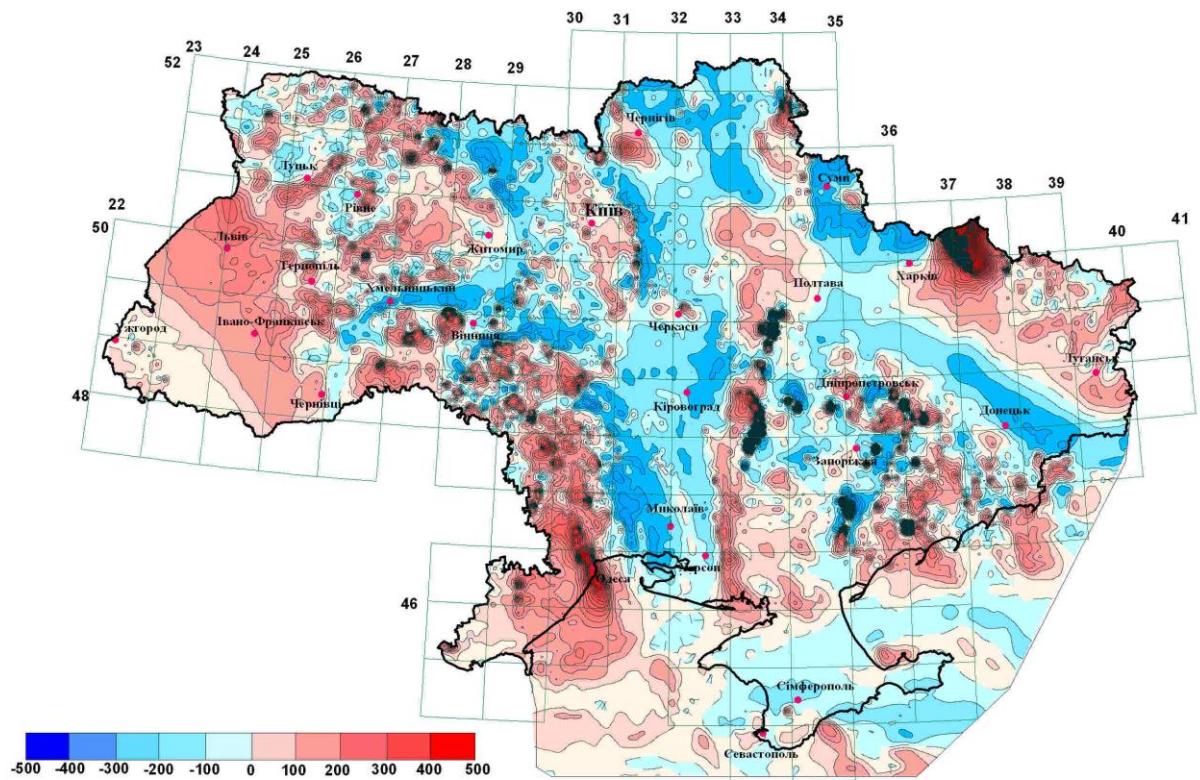 30 31 32 33 34 35
23 24 25 26 27 28 29
52
Чернігів
36
Луцьк
Суми
Рівне
37 38 39
22
Київ
50
Львів
Житомир
40 41
Тернопіль
Харків
Хмельницький
Полтава
Ужгород
Івано-Франківськ
Вінниця
Черкаси
Луганськ
48
Чернівці
Кіровоград
Дніпропетровськ
Донецьк
Запоріжжя
Миколаїв
Херсон
46
Одеса
Сімферополь
Севастополь
-500 -400 -300 -200 -100 0 100 200 300 400 500